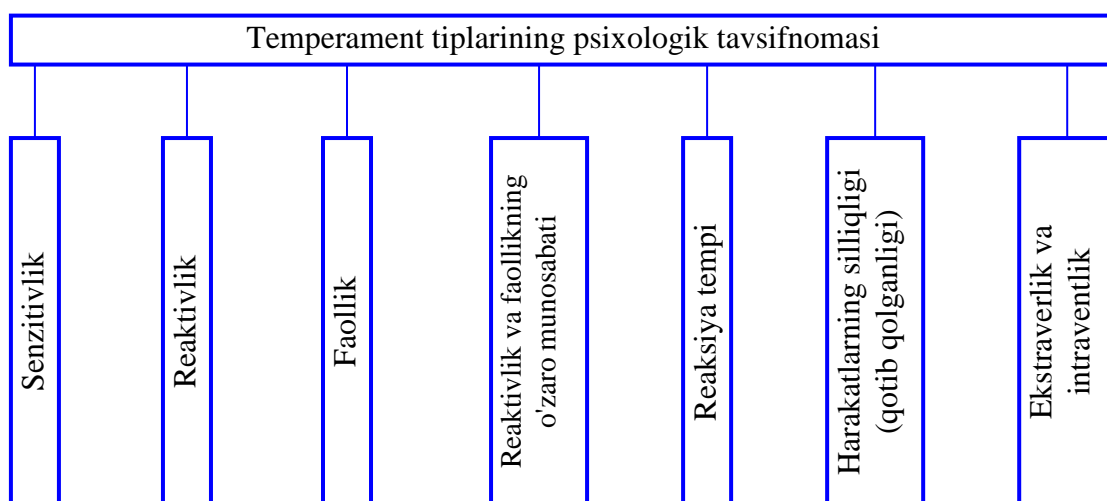 Temperament tiplarining psixologik tavsifnomasi
Senzitivlik
Reaktivlik
Faollik
Reaktivlik va faollikning
o'zaro munosabati
Reaksiya tempi
Harakatlarning silliqligi
(qotib qolganligi)
Ekstraverlik va
intraventlik